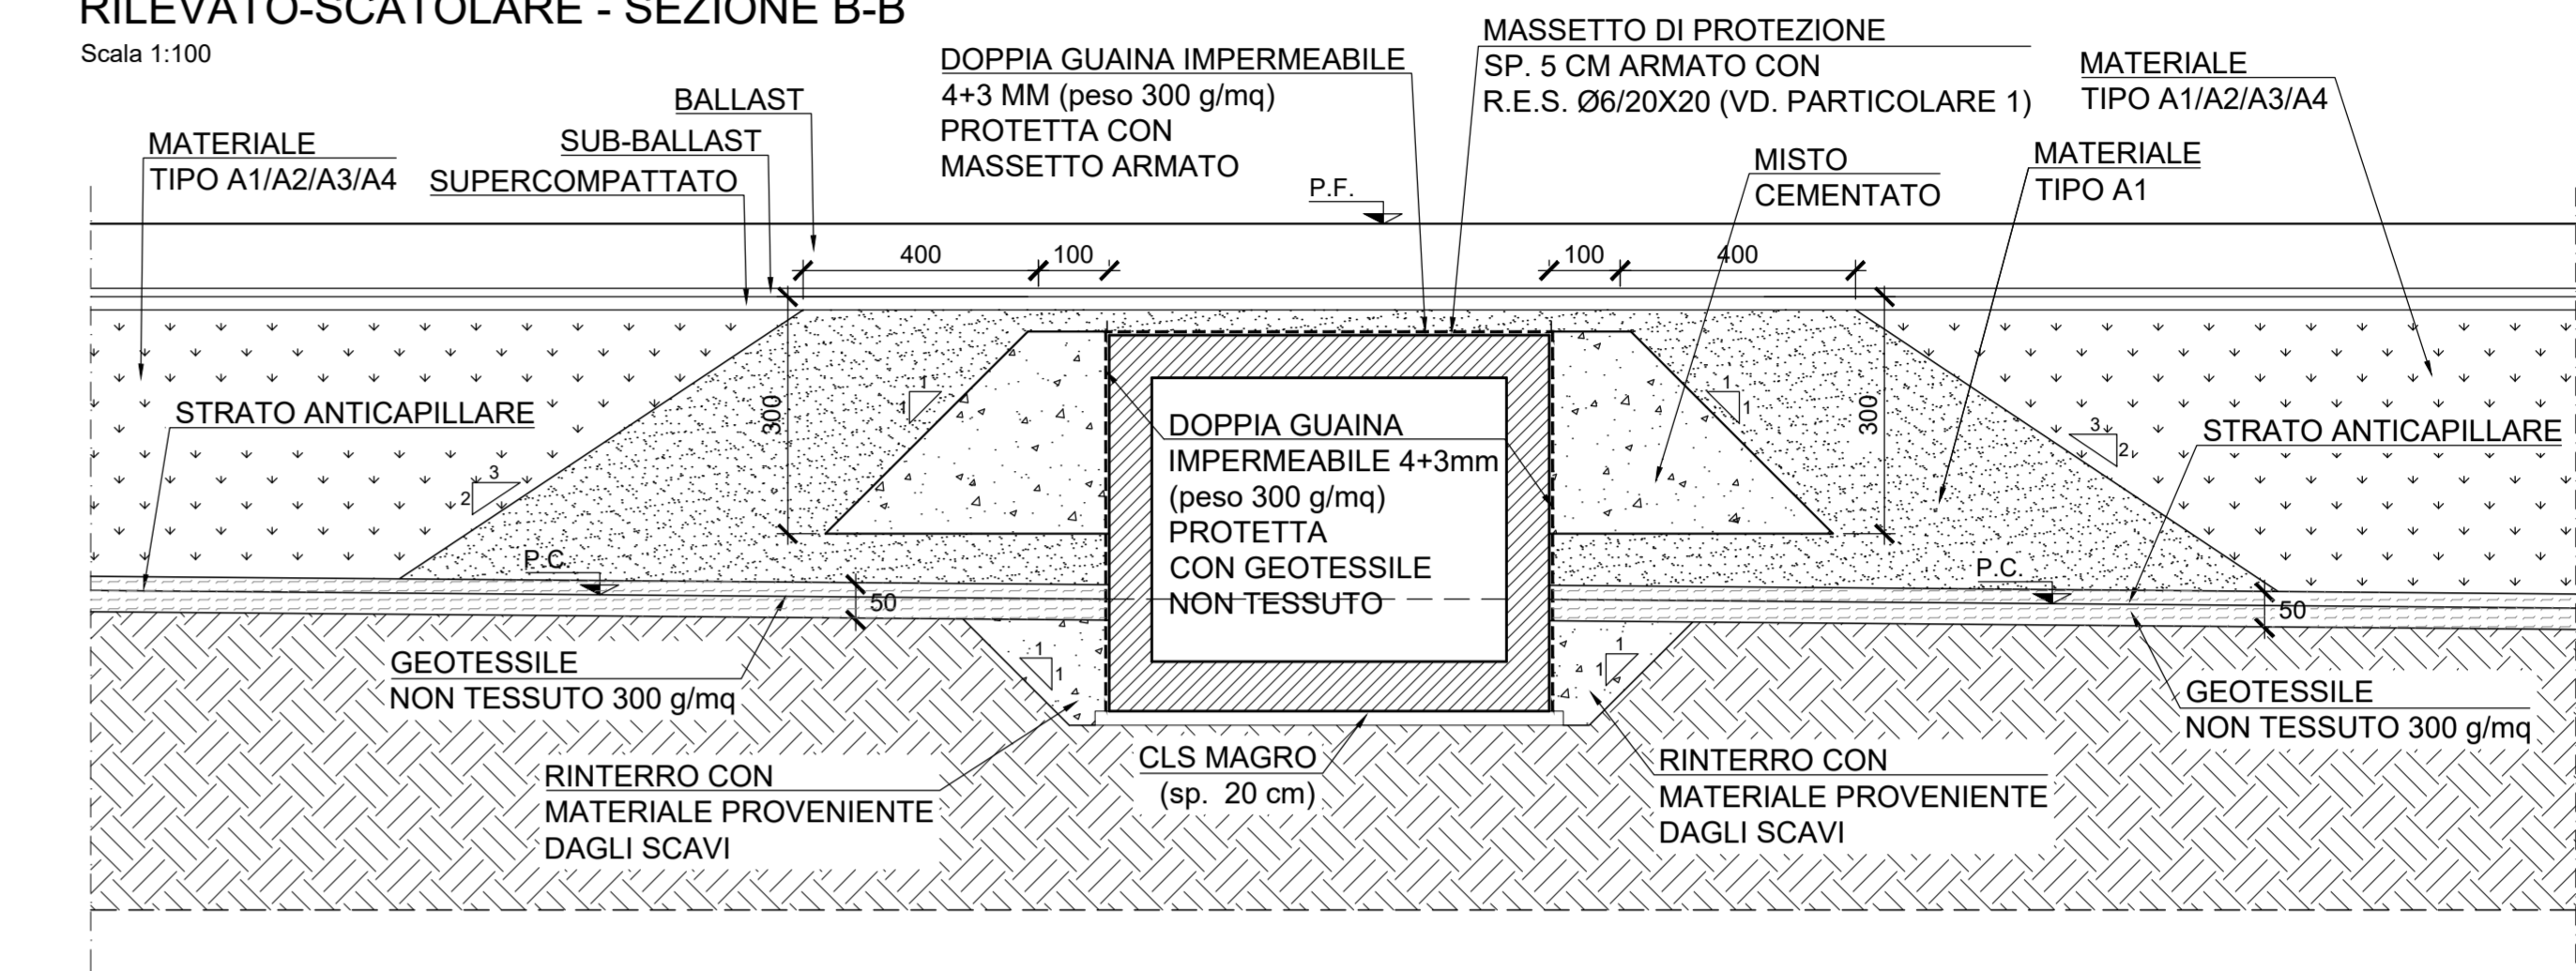 RILEVATO-SCATOLARE - SEZIONE B-B
Scala 1:100
MATERIALE
TIPO A1/A2/A3/A4
SUPERCOMPATTATO
SUB-BALLAST
BALLAST
DOPPIA GUAINA IMPERMEABILE
4+3 MM (peso 300 g/mq)
PROTETTA CON
MASSETTO ARMATO
P.F.
MASSETTO DI PROTEZIONE
SP. 5 CM ARMATO CON
R.E.S. Ø6/20X20 (VD. PARTICOLARE 1)
MISTO
CEMENTATO
MATERIALE
TIPO A1
MATERIALE
TIPO A1/A2/A3/A4
400
100
100
400
300
300
1
1
1
1
3
2
3
2
STRATO ANTICAPILLARE
STRATO ANTICAPILLARE
DOPPIA GUAINA
IMPERMEABILE 4+3mm
(peso 300 g/mq)
PROTETTA
CON GEOTESSILE
NON TESSUTO
P.C.
P.C.
50
50
1
1
1
1
GEOTESSILE
NON TESSUTO 300 g/mq
GEOTESSILE
NON TESSUTO 300 g/mq
RINTERRO CON
MATERIALE PROVENIENTE
DAGLI SCAVI
CLS MAGRO
(sp. 20 cm)
RINTERRO CON
MATERIALE PROVENIENTE
DAGLI SCAVI